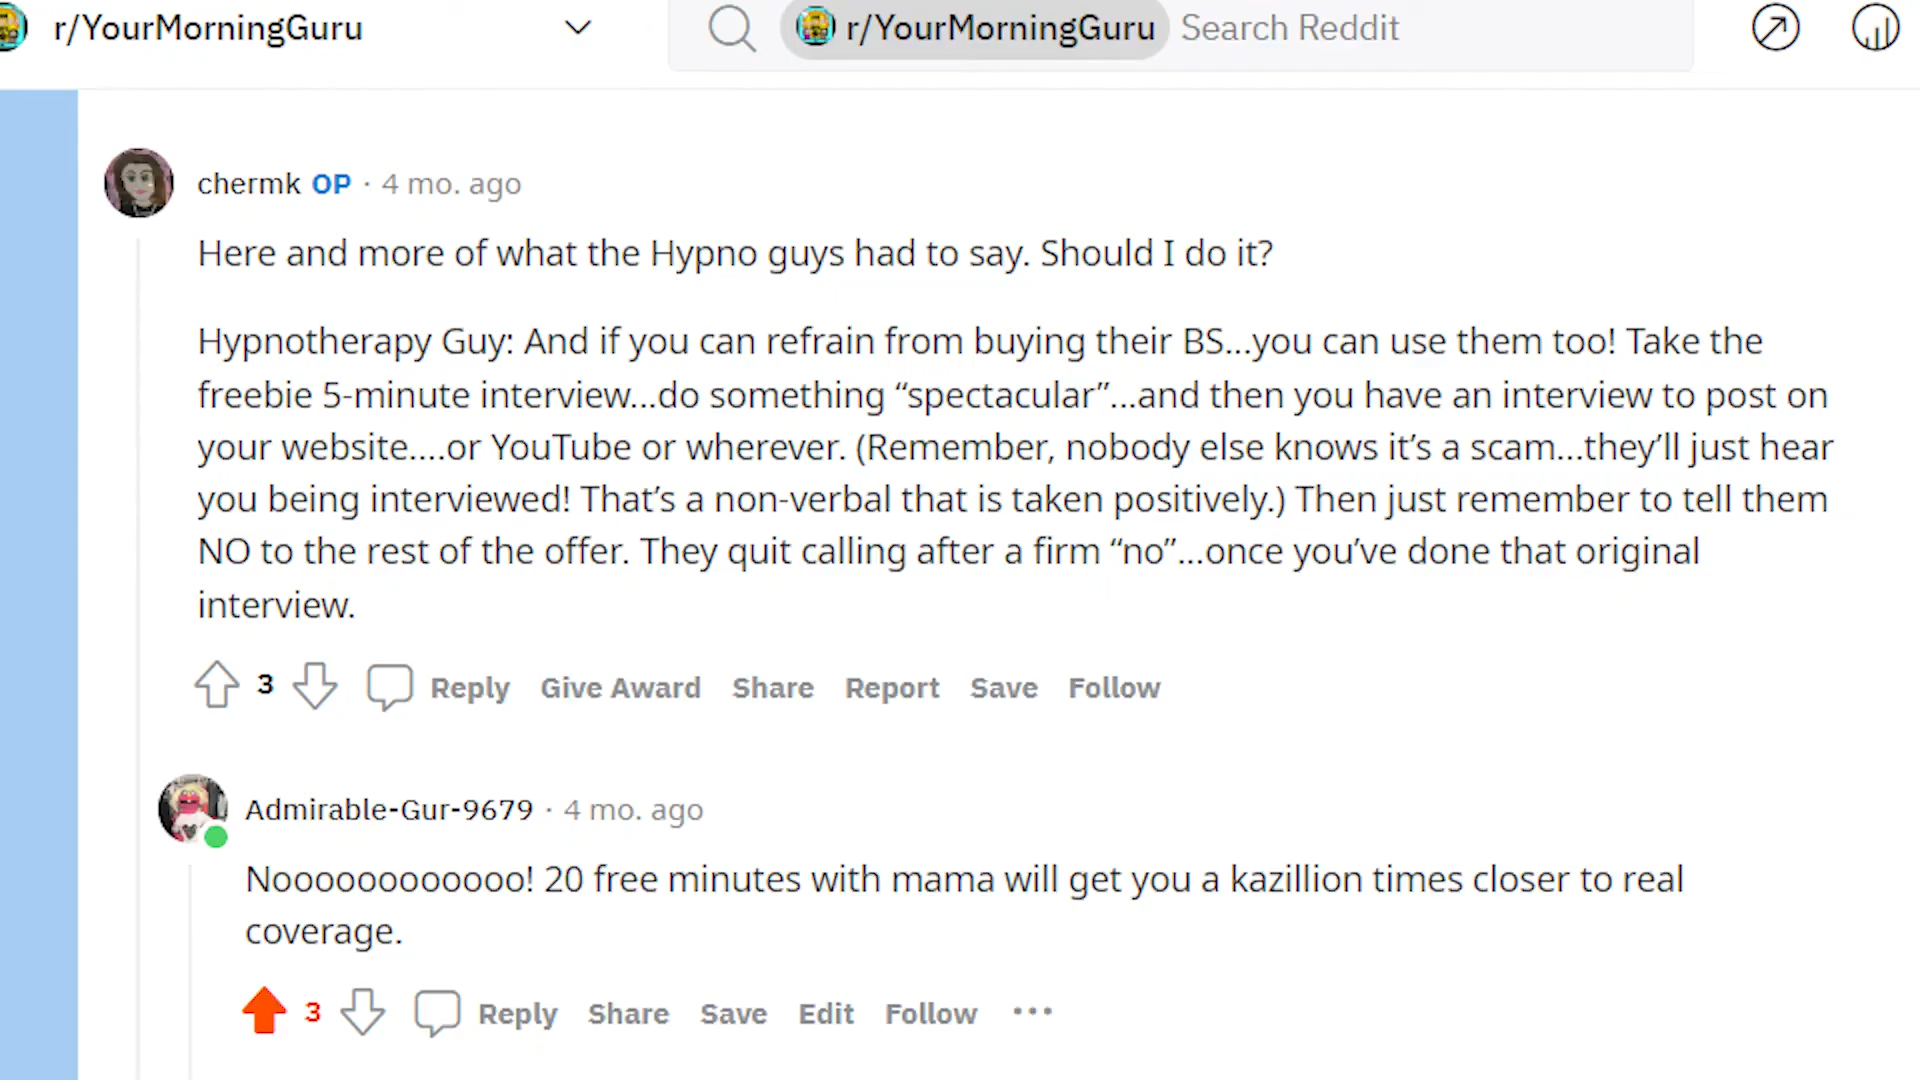 r/YourMorningGuru
r/YourMorningGuru Search Reddit
chermk OP · 4 mo. ago
Here and more of what the Hypno guys had to say. Should I do it?
Hypnotherapy Guy: And if you can refrain from buying their BS...you can use them too! Take the
freebie 5-minute interview...do something “spectacular”...and then you have an interview to post on
your website....or YouTube or wherever. (Remember, nobody else knows it’s a scam...they’ll just hear
you being interviewed! That’s a non-verbal that is taken positively.) Then just remember to tell them
NO to the rest of the offer. They quit calling after a firm “no”...once you’ve done that original
interview.
3 Reply Give Award Share Report Save Follow
Admirable-Gur-9679 · 4 mo. ago
Noooooooooooo! 20 free minutes with mama will get you a kazillion times closer to real
coverage.
3 Reply Share Save Edit Follow ...